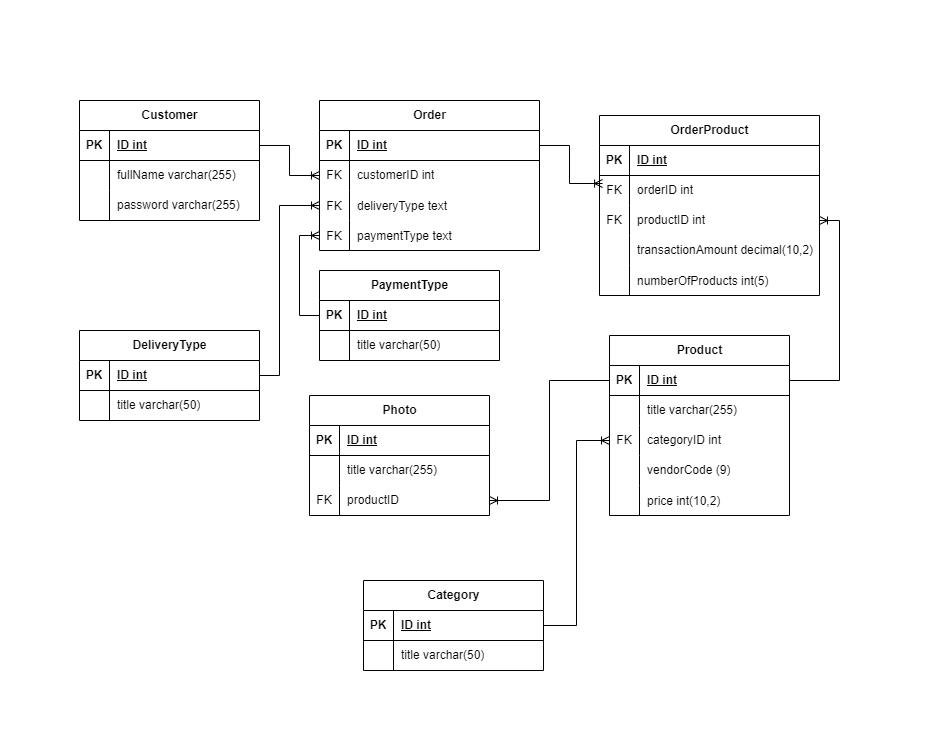 Customer
PK ID int
fullName varchar(255)
password varchar(255)
Order
PK ID int
FK customerID int
FK deliveryType text
FK paymentType text
OrderProduct
PK ID int
FK orderID int
FK productID int
transactionAmount decimal(10,2)
numberOfProducts int(5)
PaymentType
PK ID int
title varchar(50)
DeliveryType
PK ID int
title varchar(50)
Product
PK ID int
title varchar(255)
FK categoryID int
vendorCode (9)
price int(10,2)
Photo
PK ID int
title varchar(255)
FK productID
Category
PK ID int
title varchar(50)